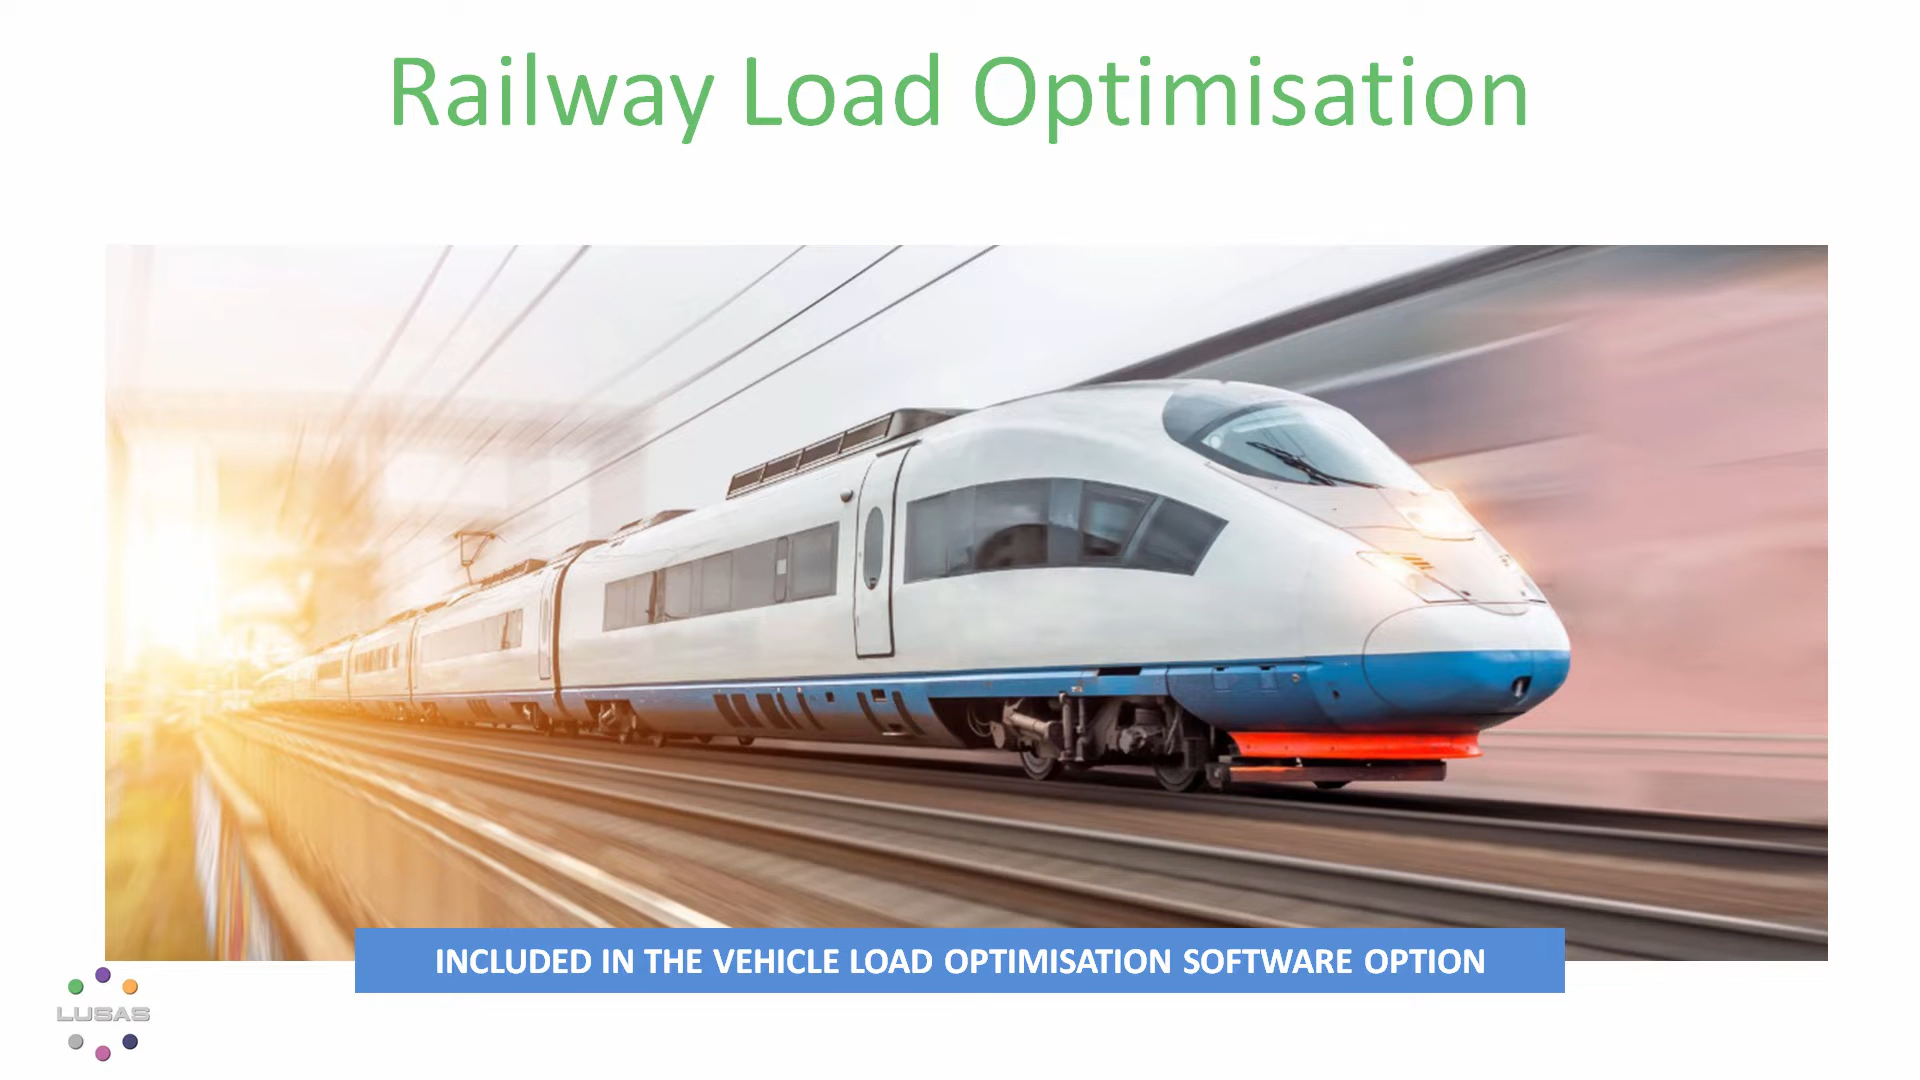 Railway Load Optimisation
INCLUDED IN THE VEHICLE LOAD OPTIMISATION SOFTWARE OPTION
LUSAS